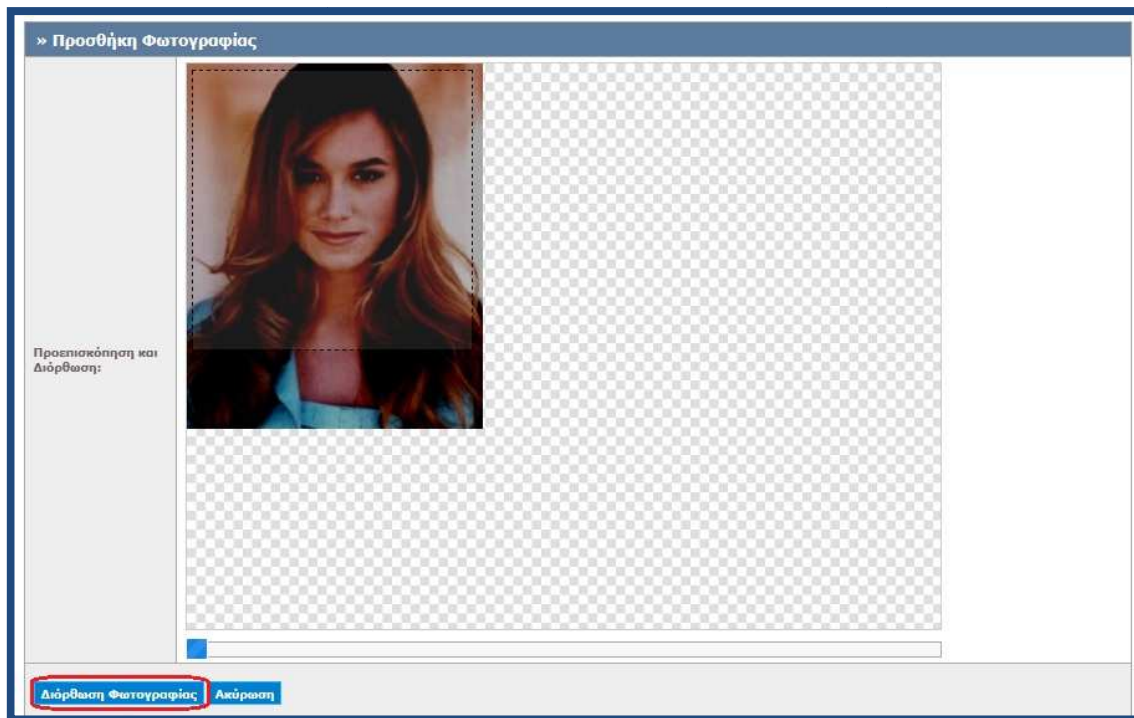 » Προσθήκη Φωτογραφίας
Προεπισκόπηση και
Διόρθωση:
Διόρθωση Φωτογραφίας Ακύρωση